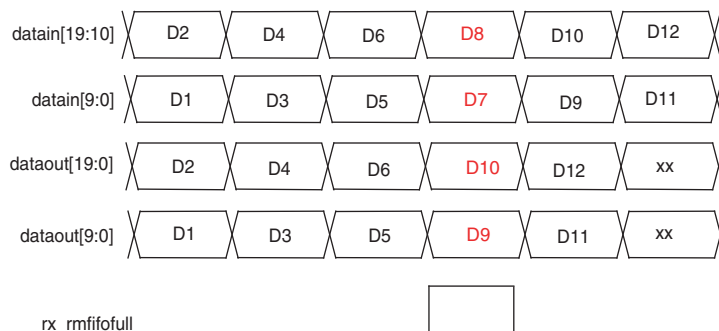 datain[19:10] D2 D4 D6 D8 D10 D12
datain[9:0] D1 D3 D5 D7 D9 D11
dataout[19:0] D2 D4 D6 D10 D12 xx
dataout[9:0] D1 D3 D5 D9 D11 xx
rx_rmfifofull